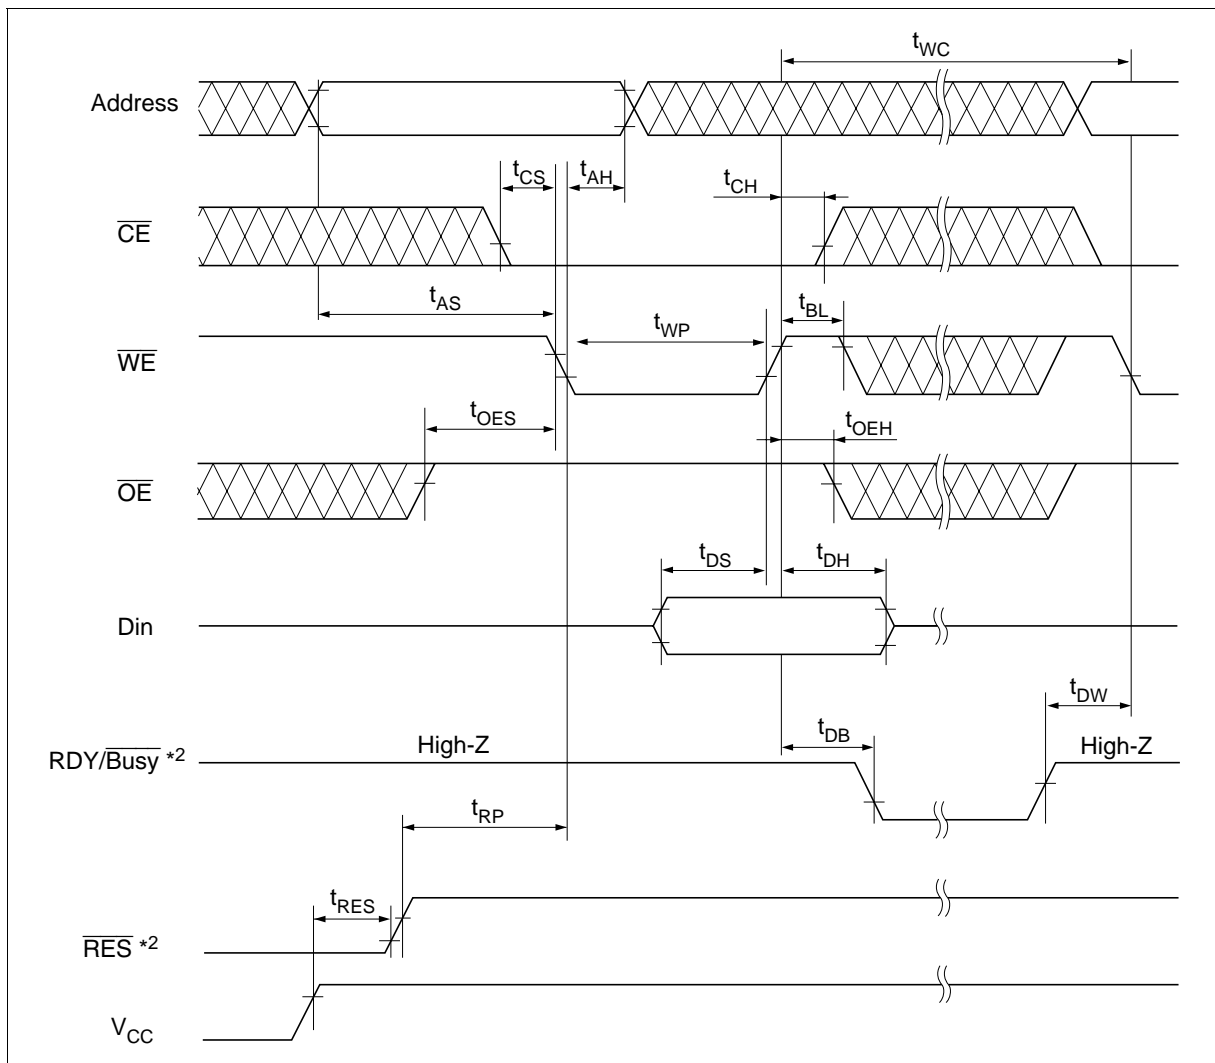 tWC
Address
tCS
tAH
tCH
CE
tAS
tBL
tWP
WE
tOES
tOEH
OE
tDS
tDH
Din
tDW
tDB
High-Z
High-Z
RDY/Busy *2
tRP
tRES
RES *2
VCC